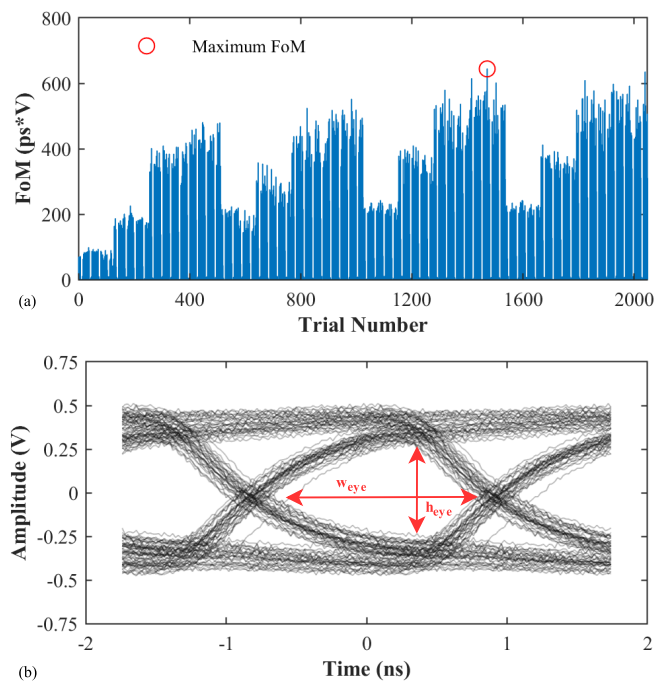 Maximum FoM
FoM (ps*V)
800
600
400
200
0
0
400
800
1200
1600
2000
Trial Number
(a)
Amplitude (V)
0.75
0.5
0.25
0
-0.25
-0.5
-0.75
w_eye
h_eye
-2
-1
0
1
2
Time (ns)
(b)